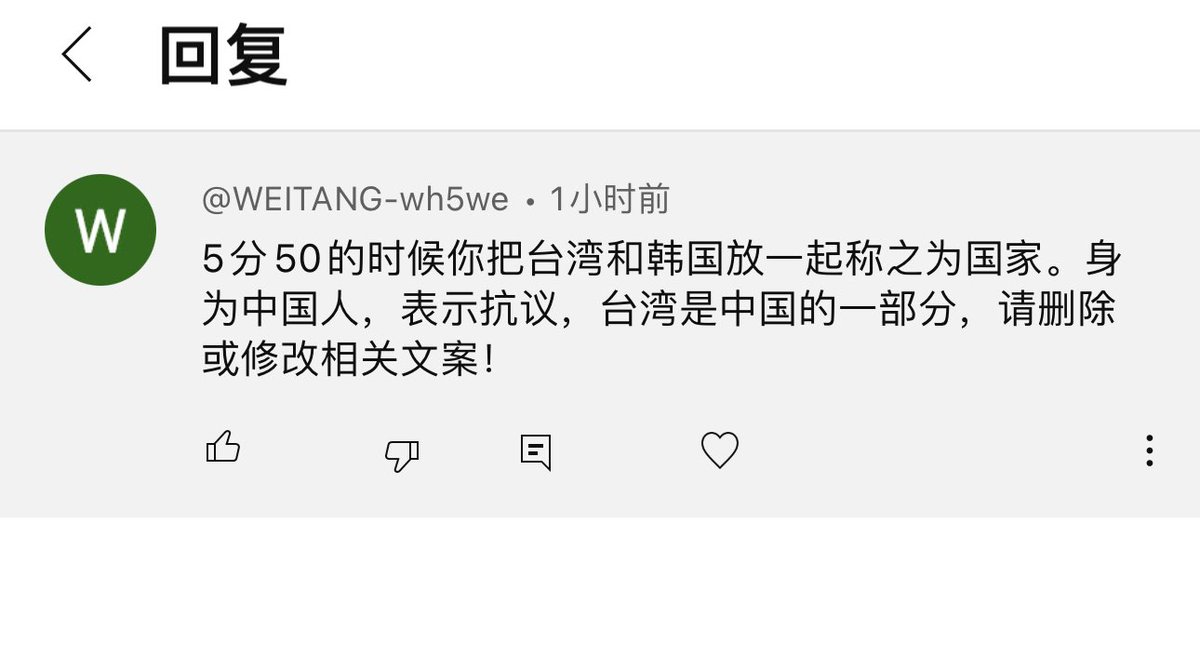 回复
W
@WEITANG-wh5we • 1小时前
5分50的时候你把台湾和韩国放一起称之为国家。身
为中国人，表示抗议，台湾是中国的一部分，请删除
或修改相关文案！